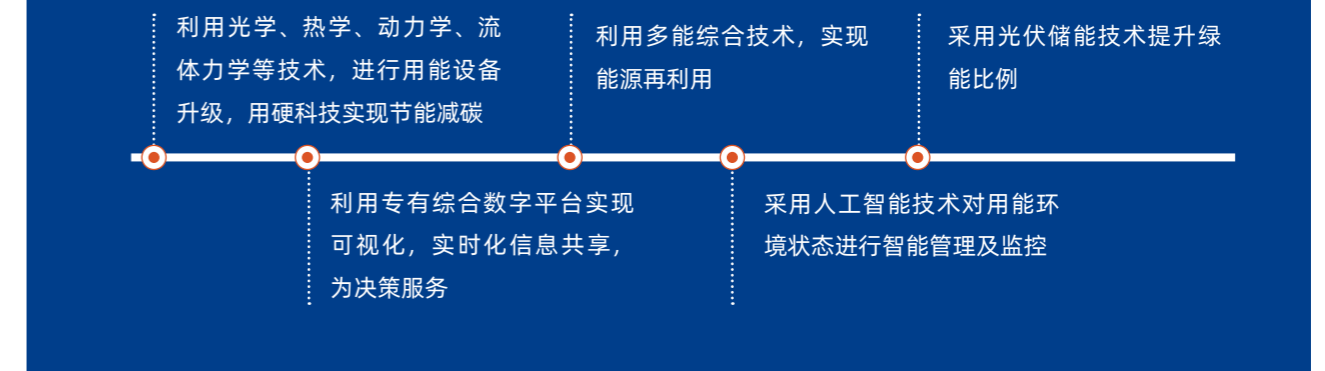 利用光学、热学、动力学、流
体力学等技术，进行用能设备
升级，用硬科技实现节能减碳
利用专有综合数字平台实现
可视化，实时化信息共享，
为决策服务
利用多能综合技术，实现
能源再利用
采用人工智能技术对用能环
境状态进行智能管理及监控
采用光伏储能技术提升绿
能比例